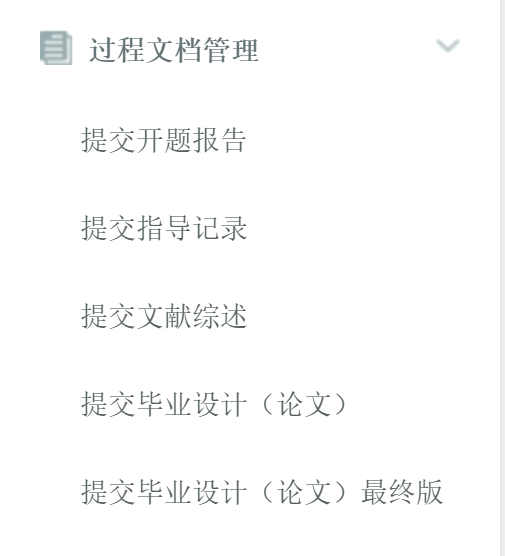 过程文档管理
提交开题报告
提交指导记录
提交文献综述
提交毕业设计（论文）
提交毕业设计（论文）最终版